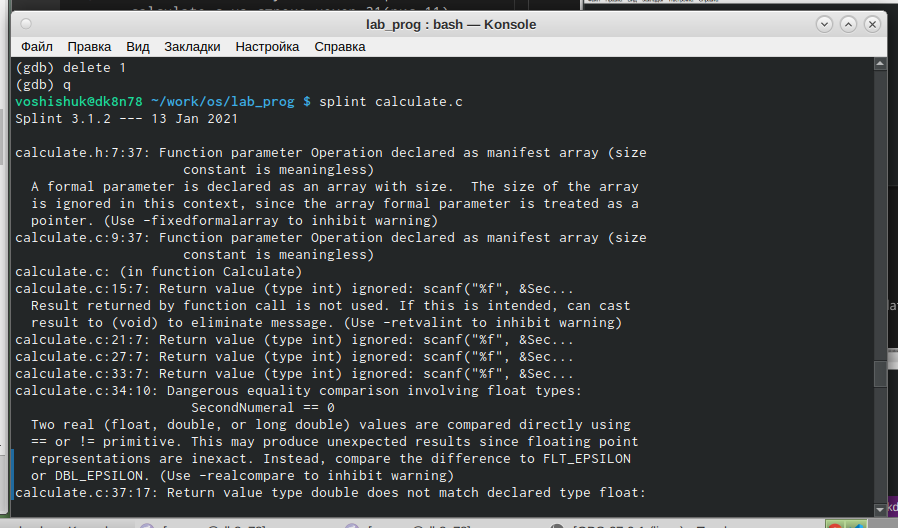 lab_prog : bash — Konsole
Файл Правка Вид Закладки Настройка Справка
(gdb) delete 1
(gdb) q
voshishuk@dk8n78 ~/work/os/lab_prog $ splint calculate.c
Splint 3.1.2 --- 13 Jan 2021
calculate.h:7:37: Function parameter Operation declared as manifest array (size
constant is meaningless)
A formal parameter is declared as an array with size.  The size of the array
is ignored in this context, since the array formal parameter is treated as a
pointer. (Use -fixedformalarray to inhibit warning)
calculate.c:9:37: Function parameter Operation declared as manifest array (size
constant is meaningless)
calculate.c: (in function Calculate)
calculate.c:15:7: Return value (type int) ignored: scanf("%f", &Sec...
Result returned by function call is not used. If this is intended, can cast
result to (void) to eliminate message. (Use -retvalint to inhibit warning)
calculate.c:21:7: Return value (type int) ignored: scanf("%f", &Sec...
calculate.c:27:7: Return value (type int) ignored: scanf("%f", &Sec...
calculate.c:33:7: Return value (type int) ignored: scanf("%f", &Sec...
calculate.c:34:10: Dangerous equality comparison involving float types:
SecondNumeral == 0
Two real (float, double, or long double) values are compared directly using
== or != primitive. This may produce unexpected results since floating point
representations are inexact. Instead, compare the difference to FLT_EPSILON
or DBL_EPSILON. (Use -realcompare to inhibit warning)
calculate.c:37:17: Return value type double does not match declared type float: